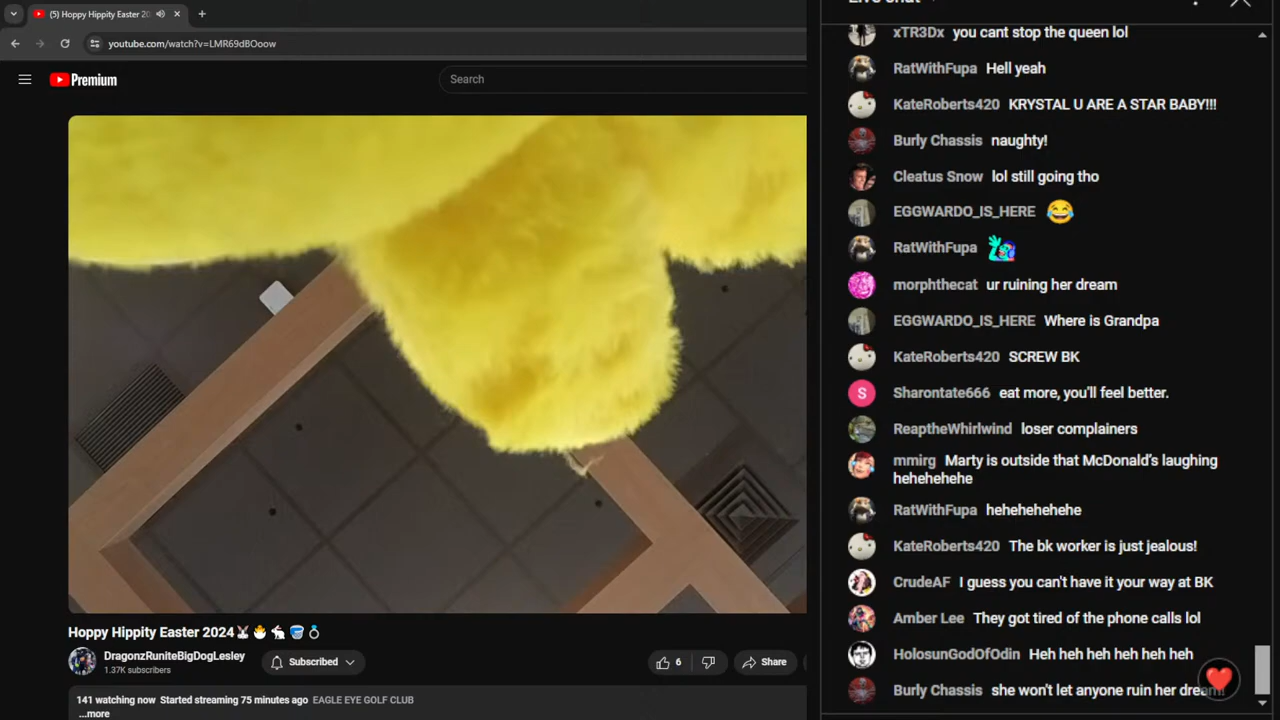 (5) Hoppy Hippity Easter 20
youtube.com/watch?v=LMR69dBOoow
Premium
Search
Hoppy Hippity Easter 2024🐰🐣🐇🪣💍
DragonzRuniteBigDogLesley
1.37K subscribers
Subscribed
6
Share
141 watching now Started streaming 75 minutes ago EAGLE EYE GOLF CLUB
...more
Live chat
xTR3Dx you cant stop the queen lol
RatWithFupa Hell yeah
KateRoberts420 KRYSTAL U ARE A STAR BABY!!!
Burly Chassis naughty!
Cleatus Snow lol still going tho
EGGWARDO_IS_HERE 😂
RatWithFupa
morphthecat ur ruining her dream
EGGWARDO_IS_HERE Where is Grandpa
KateRoberts420 SCREW BK
S
Sharontate666 eat more, you'll feel better.
ReaptheWhirlwind loser complainers
mmirg Marty is outside that McDonald's laughing
hehehehehe
RatWithFupa hehehehehehe
KateRoberts420 The bk worker is just jealous!
CrudeAF I guess you can't have it your way at BK
Amber Lee They got tired of the phone calls lol
HolosunGodOfOdin Heh heh heh heh heh heh
Burly Chassis she won't let anyone ruin her dream!